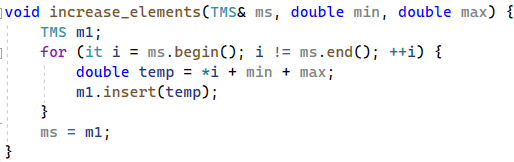 void increase_elements(TMS& ms, double min, double max) {
    TMS m1;
    for (it i = ms.begin(); i != ms.end(); ++i) {
        double temp = *i + min + max;
        m1.insert(temp);
    }
    ms = m1;
}